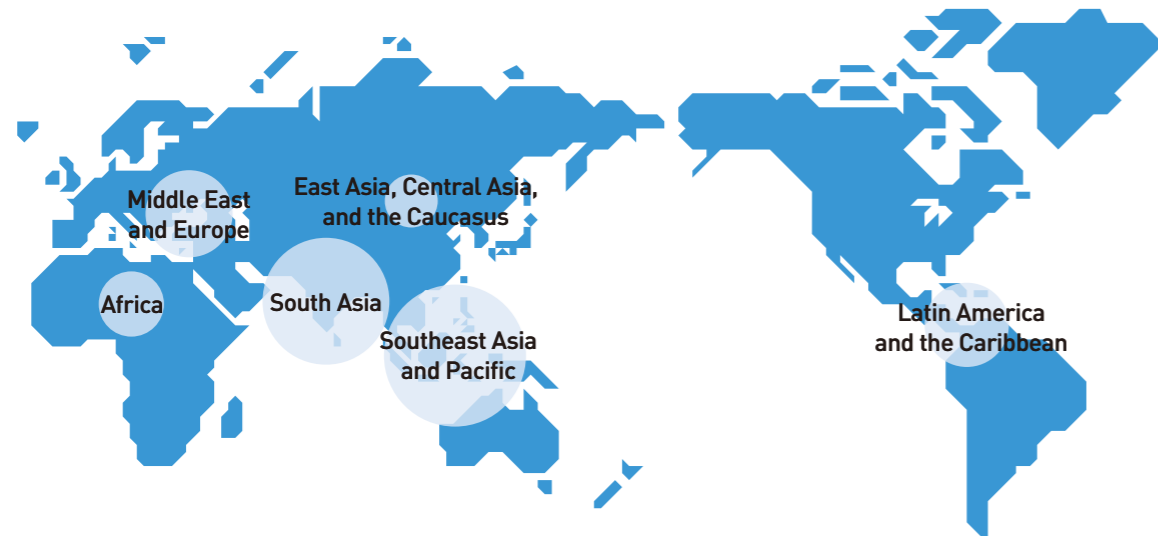 Middle East
and Europe
East Asia, Central Asia,
and the Caucasus
Africa
South Asia
Southeast Asia
and Pacific
Latin America
and the Caribbean